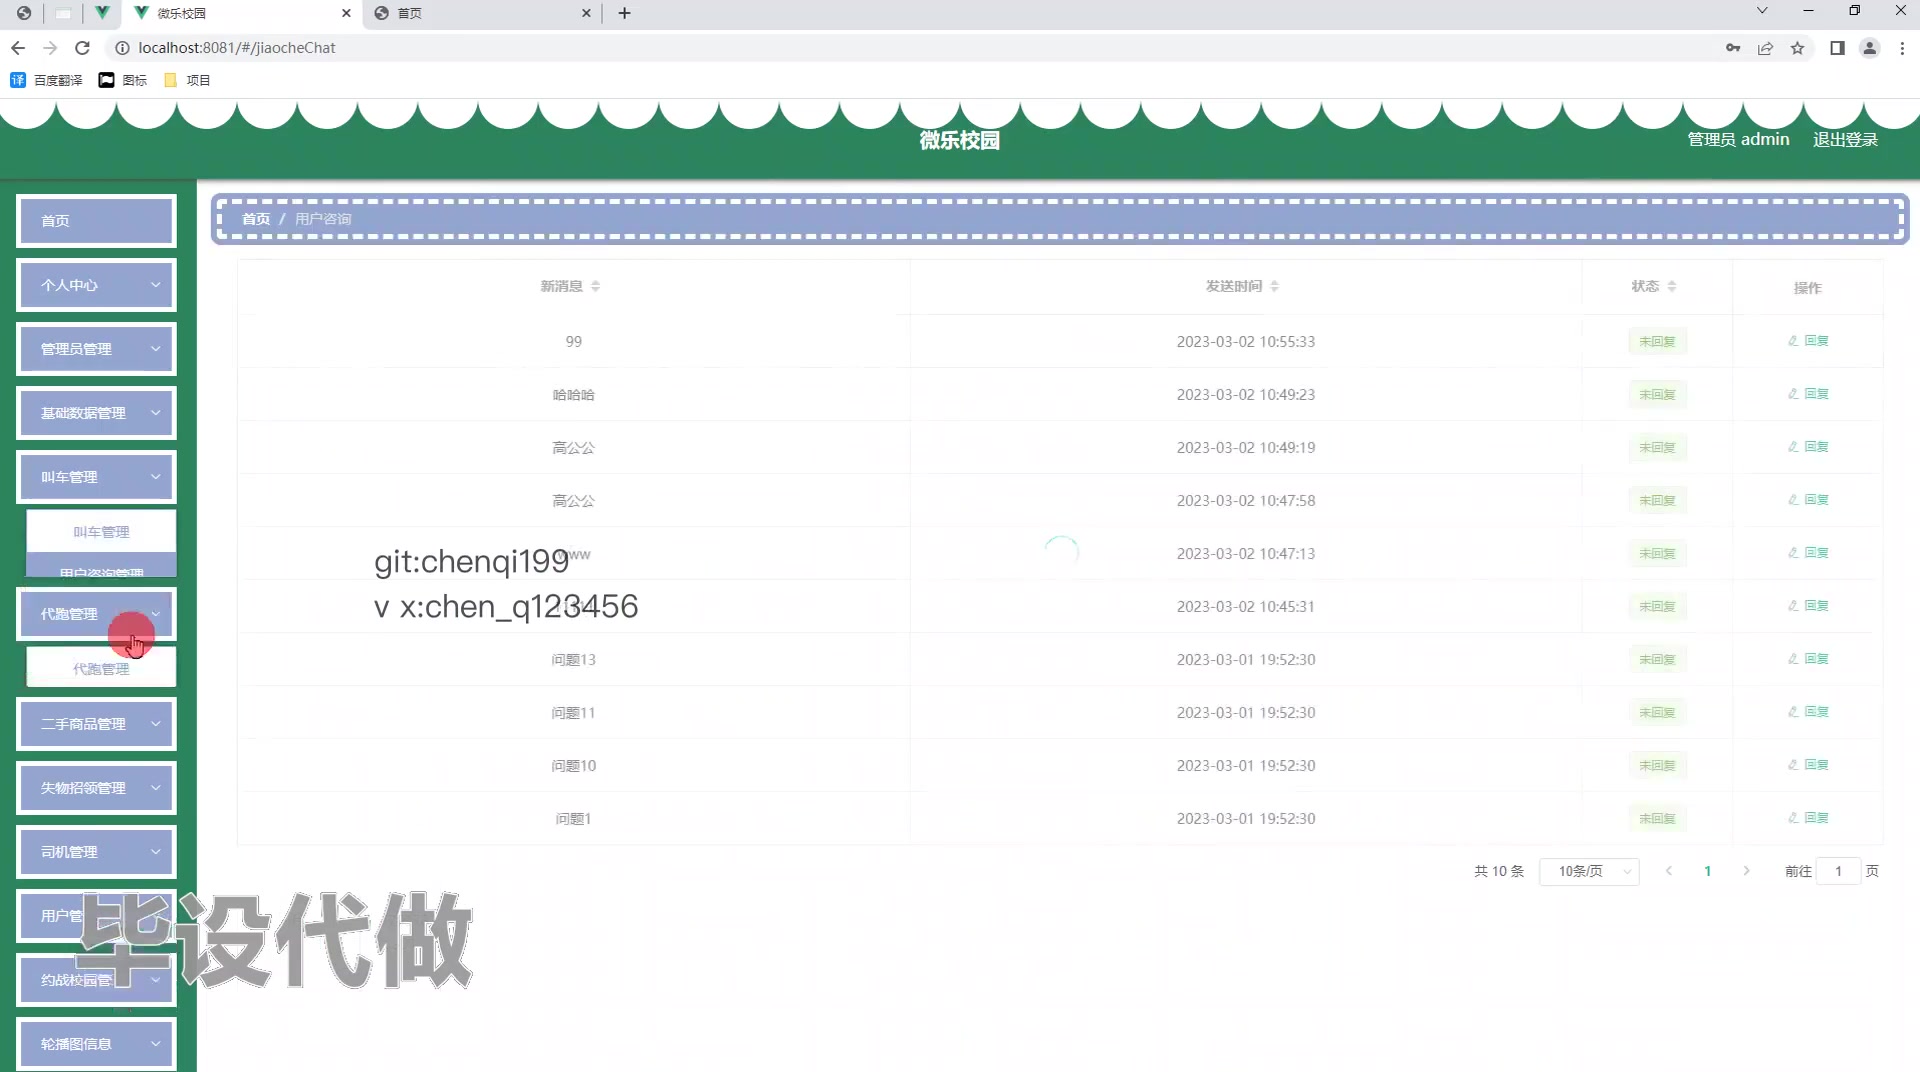 微乐校园
首页
localhost:8081/#/jiaocheChat
译 百度翻译
图标
项目
微乐校园
管理员 admin
退出登录
首页
个人中心
管理员管理
基础数据管理
叫车管理
叫车管理
用户咨询管理
代跑管理
代跑管理
二手商品管理
失物招领管理
司机管理
用户管
约战校园管
轮播图信息
首页 / 用户咨询
新消息 发送时间 状态 操作
99 2023-03-02 10:55:33 未回复 回复
哈哈哈 2023-03-02 10:49:23 未回复 回复
高公公 2023-03-02 10:49:19 未回复 回复
高公公 2023-03-02 10:47:58 未回复 回复
2023-03-02 10:47:13 未回复 回复
2023-03-02 10:45:31 未回复 回复
问题13 2023-03-01 19:52:30 未回复 回复
问题11 2023-03-01 19:52:30 未回复 回复
问题10 2023-03-01 19:52:30 未回复 回复
问题1 2023-03-01 19:52:30 未回复 回复
git:chenqi199
v x:chen_q123456
共 10 条 10条/页 1 前往 1 页
毕设代做